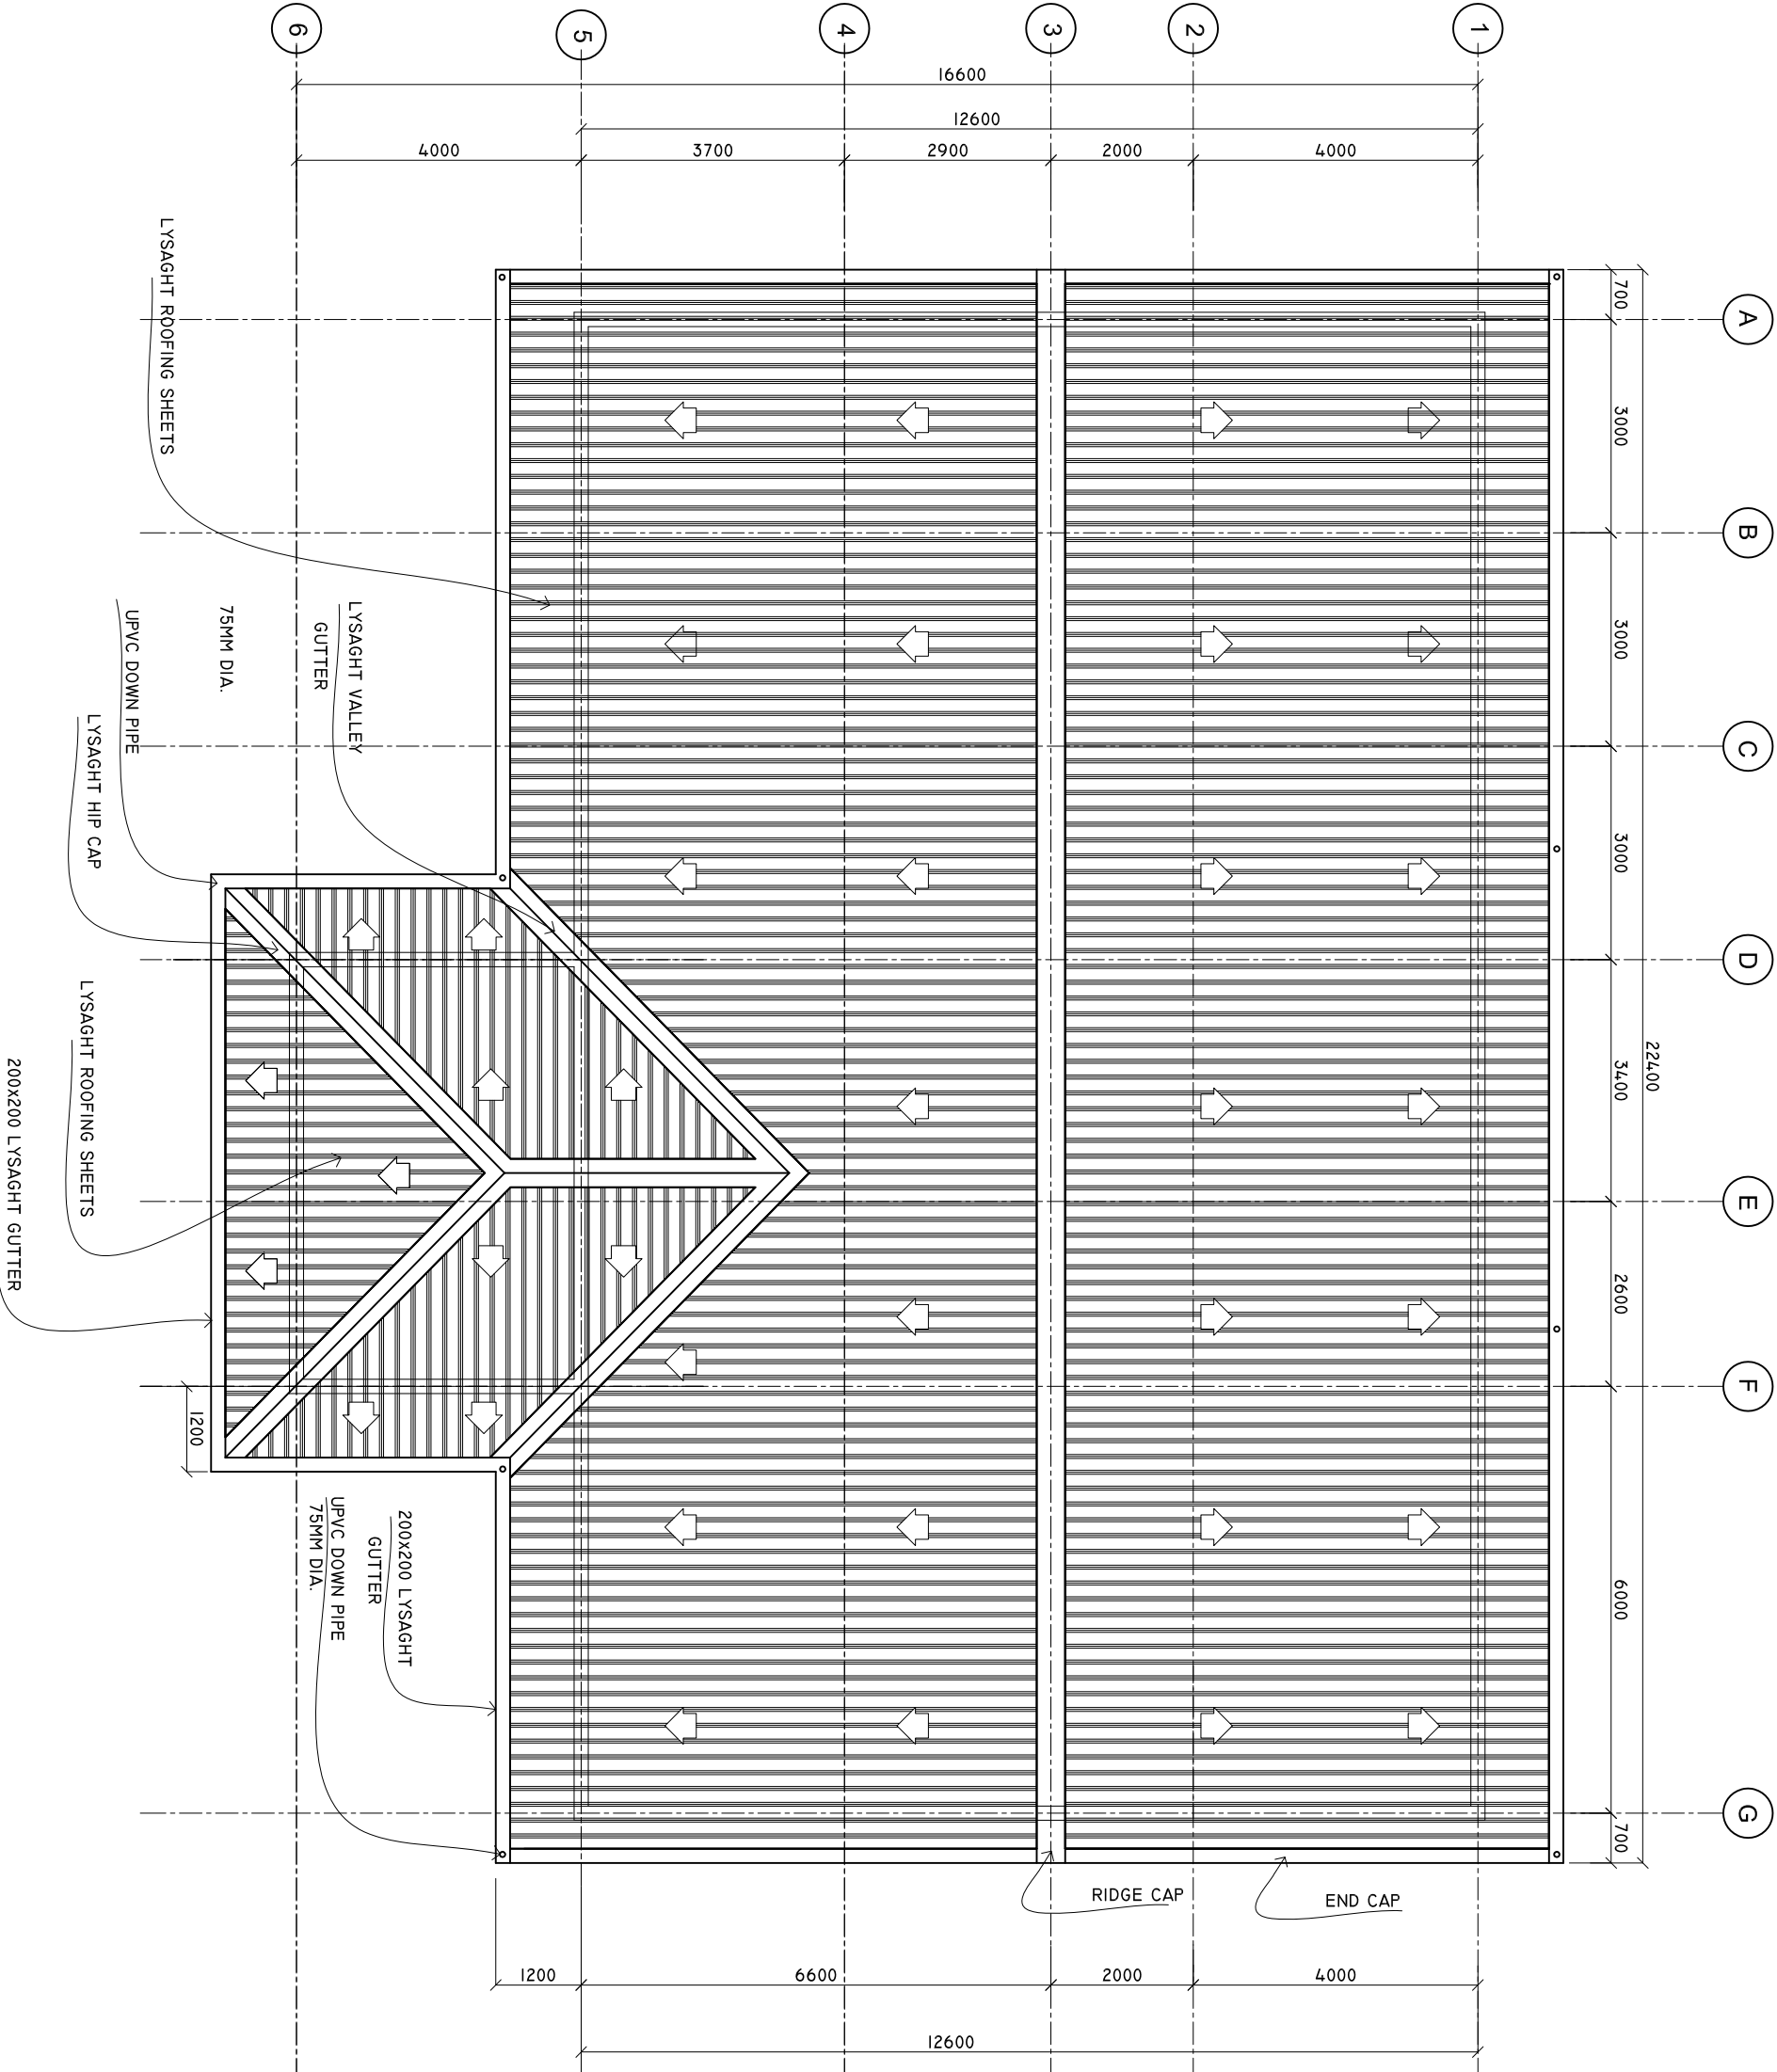 6
5
4
3
2
1
16600
12600
4000
3700
2900
2000
4000
A
B
C
D
E
F
G
700
3000
3000
3000
3400
2600
6000
700
22400
LYSAGHT ROOFING SHEETS
LYSAGHT VALLEY
GUTTER
75MM DIA.
UPVC DOWN PIPE
LYSAGHT HIP CAP
LYSAGHT ROOFING SHEETS
200x200 LYSAGHT GUTTER
1200
200x200 LYSAGHT
GUTTER
UPVC DOWN PIPE
75MM DIA.
RIDGE CAP
END CAP
1200
6600
2000
4000
12600